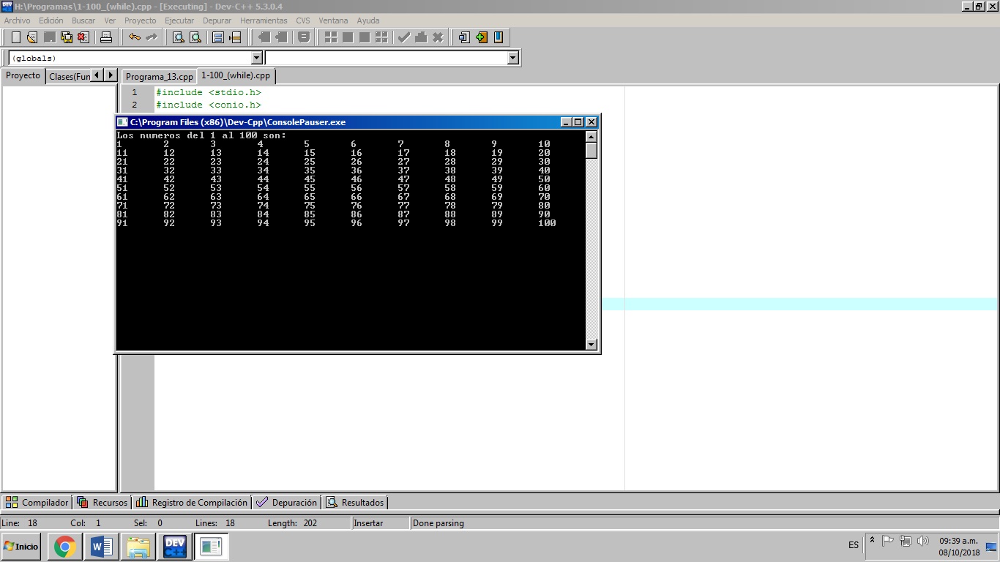 H:\Programas\1-100_(while).cpp - [Executing] - Dev-C++ 5.3.0.4
Archivo Edición Buscar Ver Proyecto Ejecutar Depurar Herramientas CVS Ventana Ayuda
(globals)
Proyecto Clases(Fun Programa_13.cpp 1-100_(while).cpp
1 #include <stdio.h>
2 #include <conio.h>
C:\Program Files (x86)\Dev-Cpp\ConsolePauser.exe
Los numeros del 1 al 100 son:
1 2 3 4 5 6 7 8 9 10
11 12 13 14 15 16 17 18 19 20
21 22 23 24 25 26 27 28 29 30
31 32 33 34 35 36 37 38 39 40
41 42 43 44 45 46 47 48 49 50
51 52 53 54 55 56 57 58 59 60
61 62 63 64 65 66 67 68 69 70
71 72 73 74 75 76 77 78 79 80
81 82 83 84 85 86 87 88 89 90
91 92 93 94 95 96 97 98 99 100
Compilador Recursos Registro de Compilación Depuración Resultados
Line: 18 Col: 1 Sel: 0 Lines: 18 Length: 202 Insertar Done parsing
Inicio DEV C++ ES 09:39 a.m.
08/10/2018